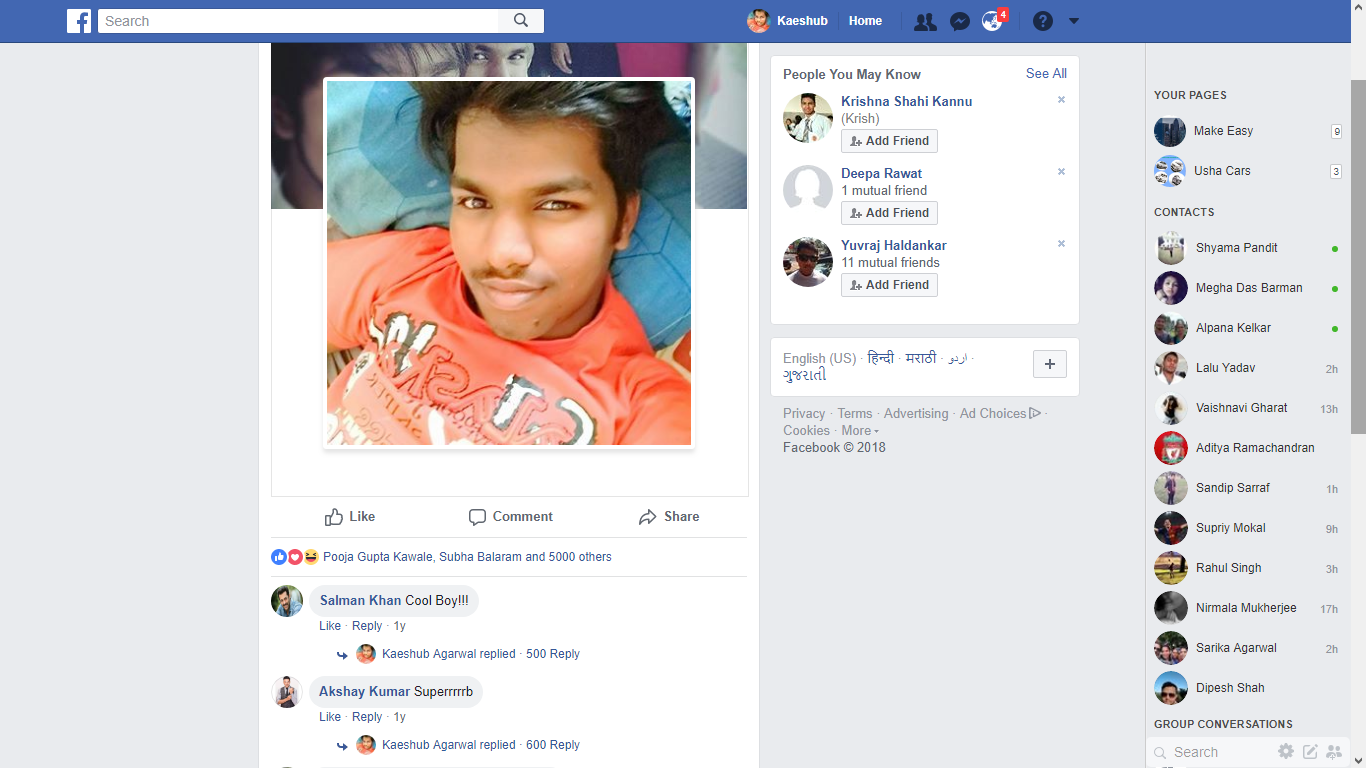 Search
Kaeshub
Home
4
Like
Comment
Share
Pooja Gupta Kawale, Subha Balaram and 5000 others
Salman Khan Cool Boy!!!
Like · Reply · 1y
Kaeshub Agarwal replied · 500 Reply
Akshay Kumar Superrrrrb
Like · Reply · 1y
Kaeshub Agarwal replied · 600 Reply
People You May Know
See All
Krishna Shahi Kannu
(Krish)
Add Friend
Deepa Rawat
1 mutual friend
Add Friend
Yuvraj Haldankar
11 mutual friends
Add Friend
English (US) · हिन्दी · मराठी · اردو ·
ગુજરાતી
Privacy · Terms · Advertising · Ad Choices ·
Cookies · More
Facebook © 2018
YOUR PAGES
Make Easy 9
Usha Cars 3
CONTACTS
Shyama Pandit
Megha Das Barman
Alpana Kelkar
Lalu Yadav 2h
Vaishnavi Gharat 13h
Aditya Ramachandran
Sandip Sarraf 1h
Supriy Mokal 9h
Rahul Singh 3h
Nirmala Mukherjee 17h
Sarika Agarwal 2h
Dipesh Shah
GROUP CONVERSATIONS
Search